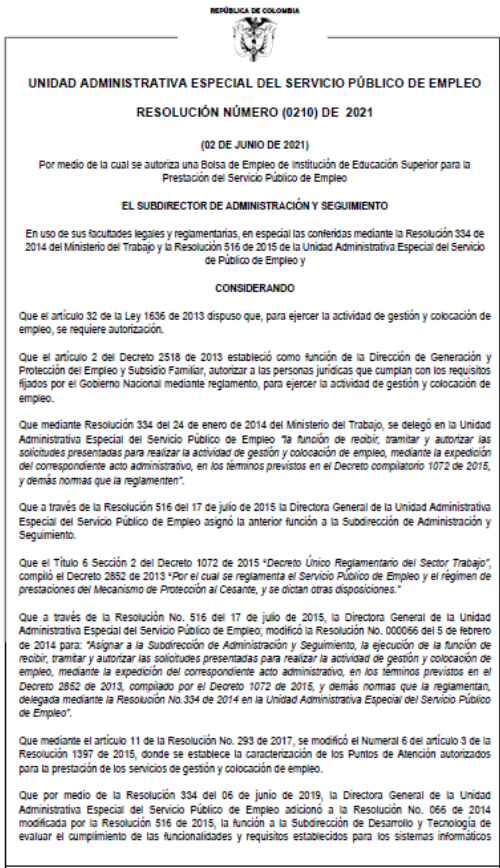 REPÚBLICA DE COLOMBIA
UNIDAD ADMINISTRATIVA ESPECIAL DEL SERVICIO PÚBLICO DE EMPLEO
RESOLUCIÓN NÚMERO (0210) DE 2021
(02 DE JUNIO DE 2021)
Por medio de la cual se autoriza una Bolsa de Empleo de Institución de Educación Superior para la
Prestación del Servicio Público de Empleo
EL SUBDIRECTOR DE ADMINISTRACIÓN Y SEGUIMIENTO
En uso de sus facultades legales y reglamentarias, en especial las conferidas mediante la Resolución 334 de
2014 del Ministerio del Trabajo y la Resolución 516 de 2015 de la Unidad Administrativa Especial del Servicio
de Público de Empleo y
CONSIDERANDO
Que el artículo 32 de la Ley 1636 de 2013 dispuso que, para ejercer la actividad de gestión y colocación de
empleo, se requiere autorización.
Que el artículo 2 del Decreto 2518 de 2013 estableció como función de la Dirección de Generación y
Protección del Empleo y Subsidio Familiar, autorizar a las personas jurídicas que cumplan con los requisitos
fijados por el Gobierno Nacional mediante reglamento, para ejercer la actividad de gestión y colocación de
empleo.
Que mediante Resolución 334 del 24 de enero de 2014 del Ministerio del Trabajo, se delegó en la Unidad
Administrativa Especial del Servicio Público de Empleo "la función de recibir, tramitar y autorizar las
solicitudes presentadas para realizar la actividad de gestión y colocación de empleo, mediante la expedición
del correspondiente acto administrativo, en los términos previstos en el Decreto compilatorio 1072 de 2015,
y demás normas que la reglamenten".
Que a través de la Resolución 516 del 17 de julio de 2015 la Directora General de la Unidad Administrativa
Especial del Servicio Público de Empleo asignó la anterior función a la Subdirección de Administración y
Seguimiento.
Que el Título 6 Sección 2 del Decreto 1072 de 2015 "Decreto Único Reglamentario del Sector Trabajo",
compiló el Decreto 2852 de 2013 "Por el cual se reglamenta el Servicio Público de Empleo y el régimen de
prestaciones del Mecanismo de Protección al Cesante, y se dictan otras disposiciones."
Que a través de la Resolución No. 516 del 17 de julio de 2015, la Directora General de la Unidad
Administrativa Especial del Servicio Público de Empleo; modificó la Resolución No. 000066 del 5 de febrero
de 2014 para: "Asignar a la Subdirección de Administración y Seguimiento, la ejecución de la función de
recibir, tramitar y autorizar las solicitudes presentadas para realizar la actividad de gestión y colocación de
empleo, mediante la expedición del correspondiente acto administrativo, en los términos previstos en el
Decreto 2852 de 2013, compilado por el Decreto 1072 de 2015, y demás normas que la reglamentan,
delegada mediante la Resolución No.334 de 2014 en la Unidad Administrativa Especial del Servicio Público
de Empleo".
Que mediante el artículo 11 de la Resolución No. 293 de 2017, se modificó el Numeral 6 del artículo 3 de la
Resolución 1397 de 2015, donde se establece la caracterización de los Puntos de Atención autorizados
para la prestación de los servicios de gestión y colocación de empleo.
Que por medio de la Resolución 334 del 06 de junio de 2019, la Directora General de la Unidad
Administrativa Especial del Servicio Público de Empleo adicionó a la Resolución No. 066 de 2014
modificada por la Resolución 516 de 2015, la función a la Subdirección de Desarrollo y Tecnología de
evaluar el cumplimiento de las funcionalidades y requisitos establecidos para los sistemas informáticos